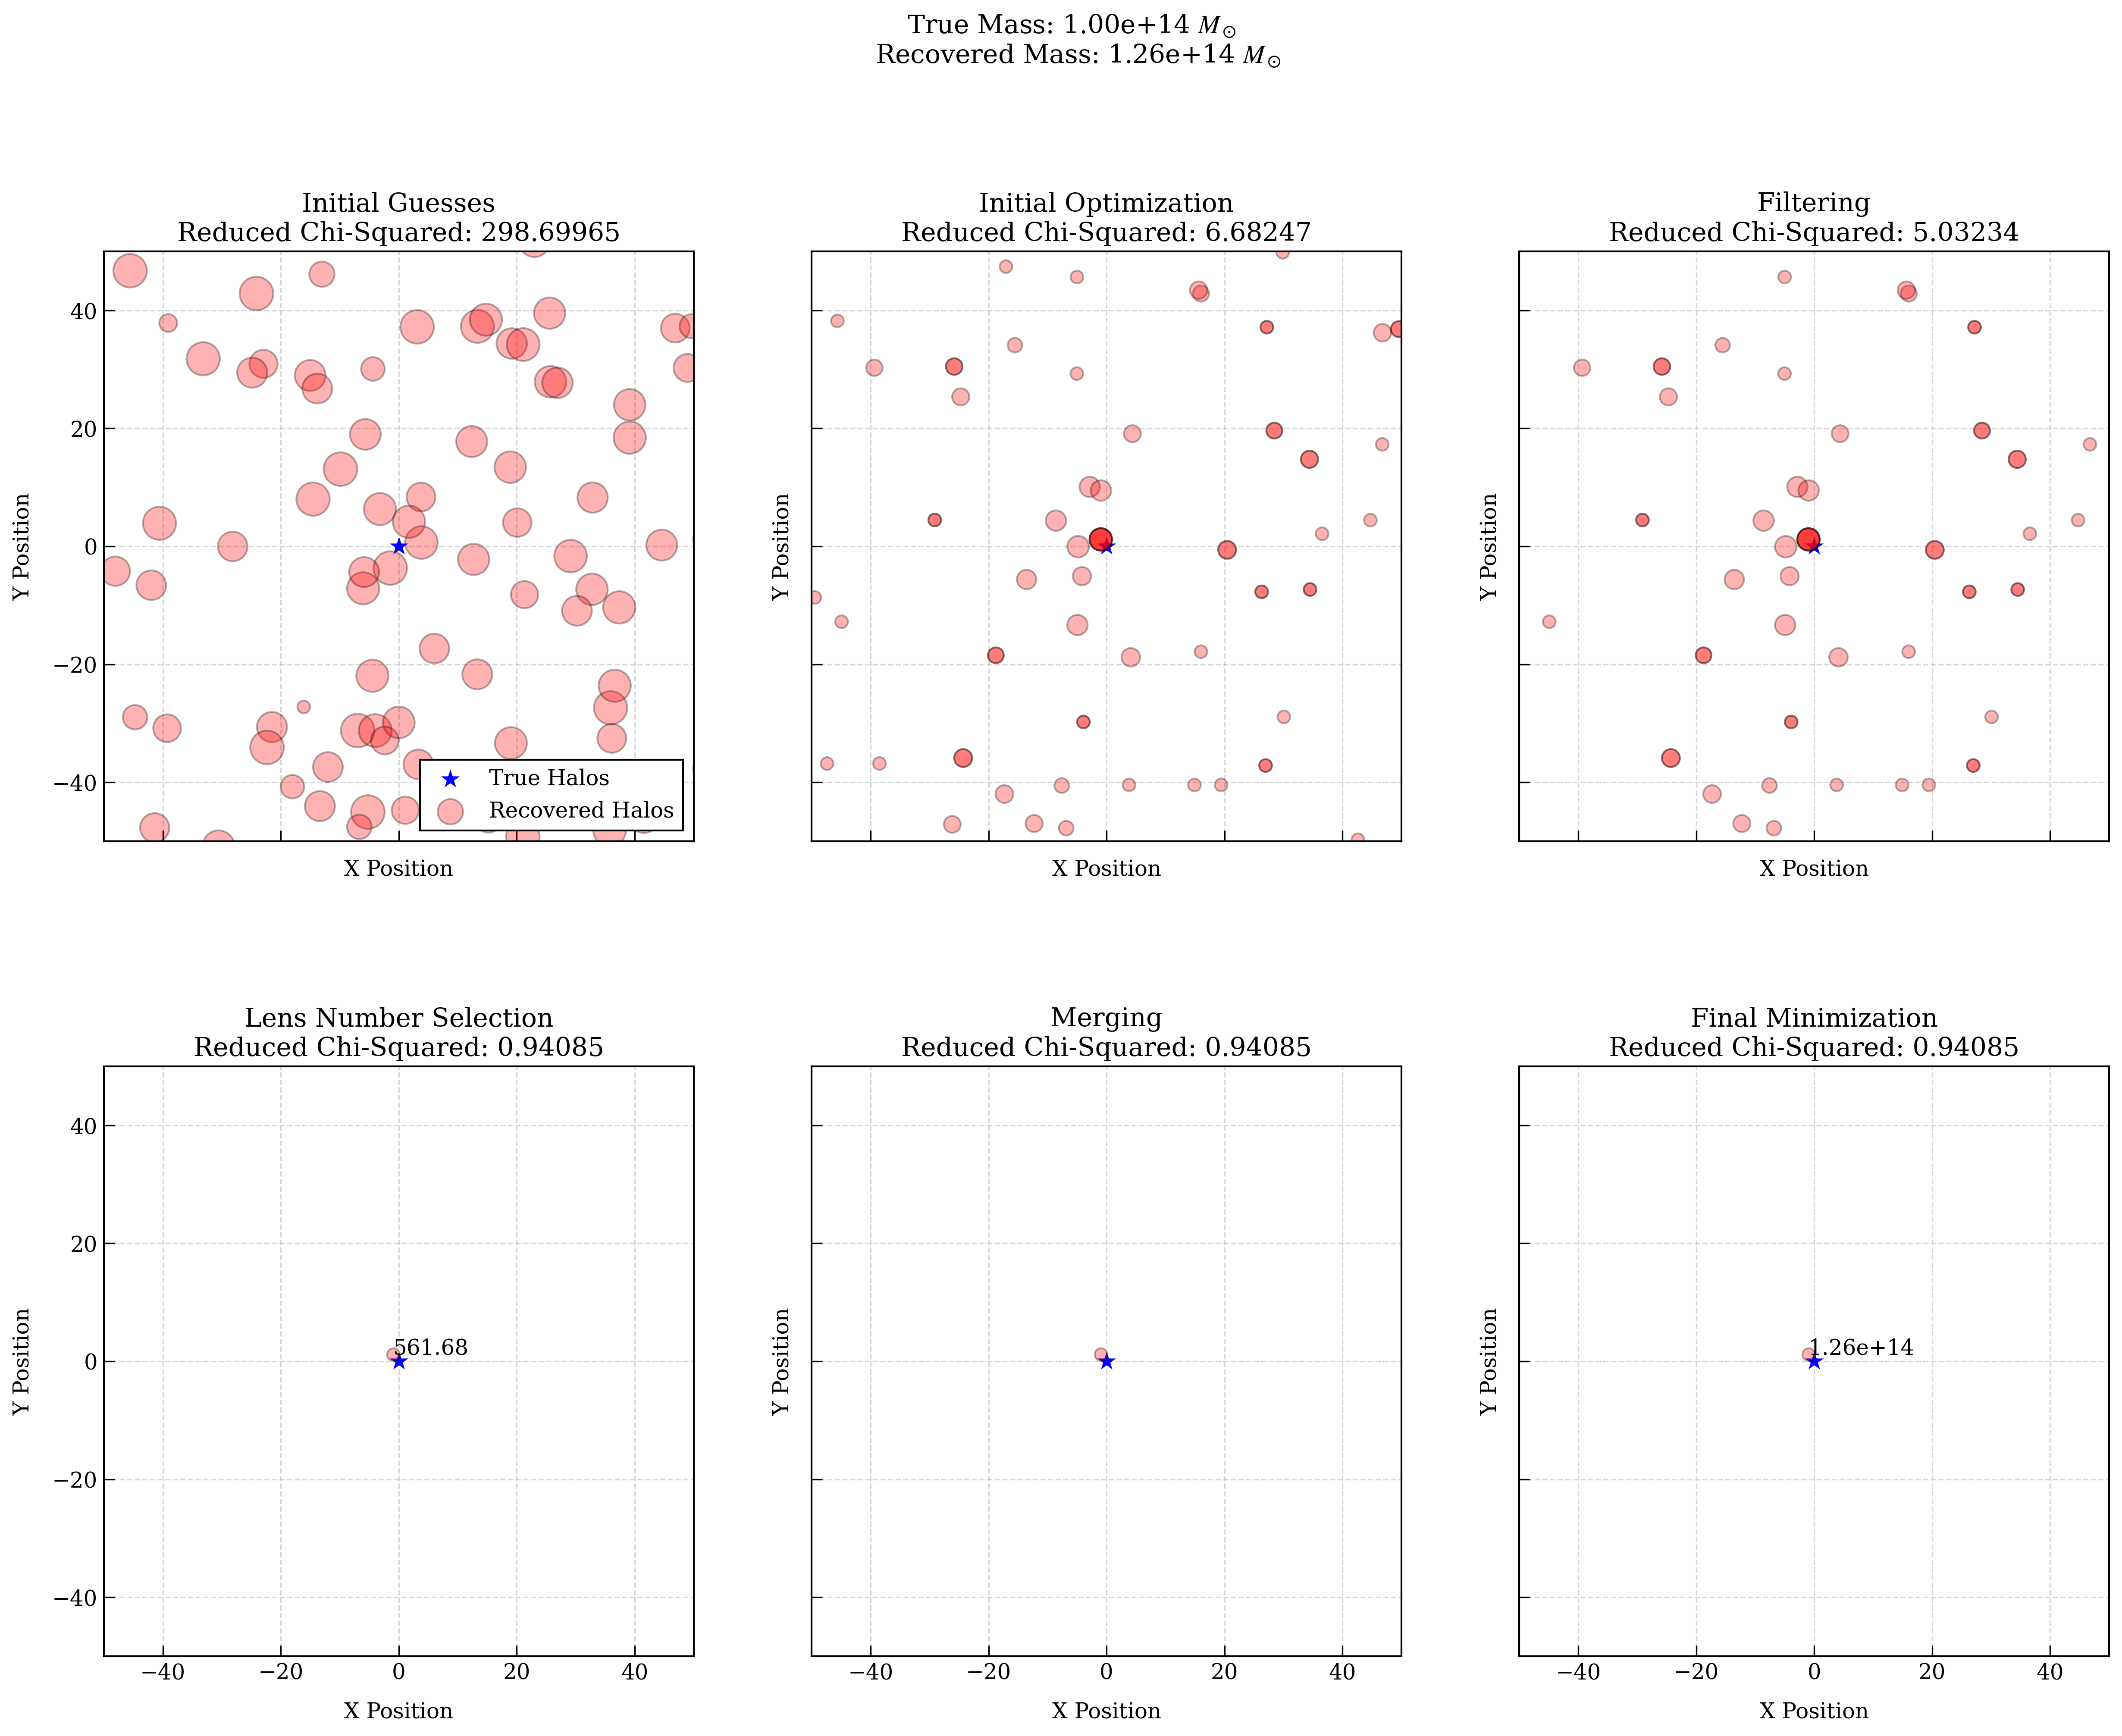 True Mass: 1.00e+14 M⊙
Recovered Mass: 1.26e+14 M⊙
Initial Guesses
Reduced Chi-Squared: 298.69965
Y Position
40
20
0
−20
−40
True Halos
Recovered Halos
X Position
Initial Optimization
Reduced Chi-Squared: 6.68247
Y Position
X Position
Filtering
Reduced Chi-Squared: 5.03234
Y Position
X Position
Lens Number Selection
Reduced Chi-Squared: 0.94085
Y Position
40
20
0
−20
−40
561.68
−40 −20 0 20 40
X Position
Merging
Reduced Chi-Squared: 0.94085
Y Position
−40 −20 0 20 40
X Position
Final Minimization
Reduced Chi-Squared: 0.94085
Y Position
1.26e+14
−40 −20 0 20 40
X Position